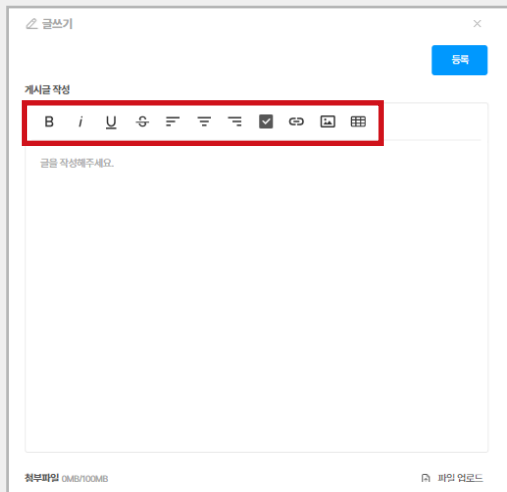 글쓰기
등록
게시글 작성
B i U S
글을 작성해주세요.
첨부파일 0MB/100MB
파일 업로드